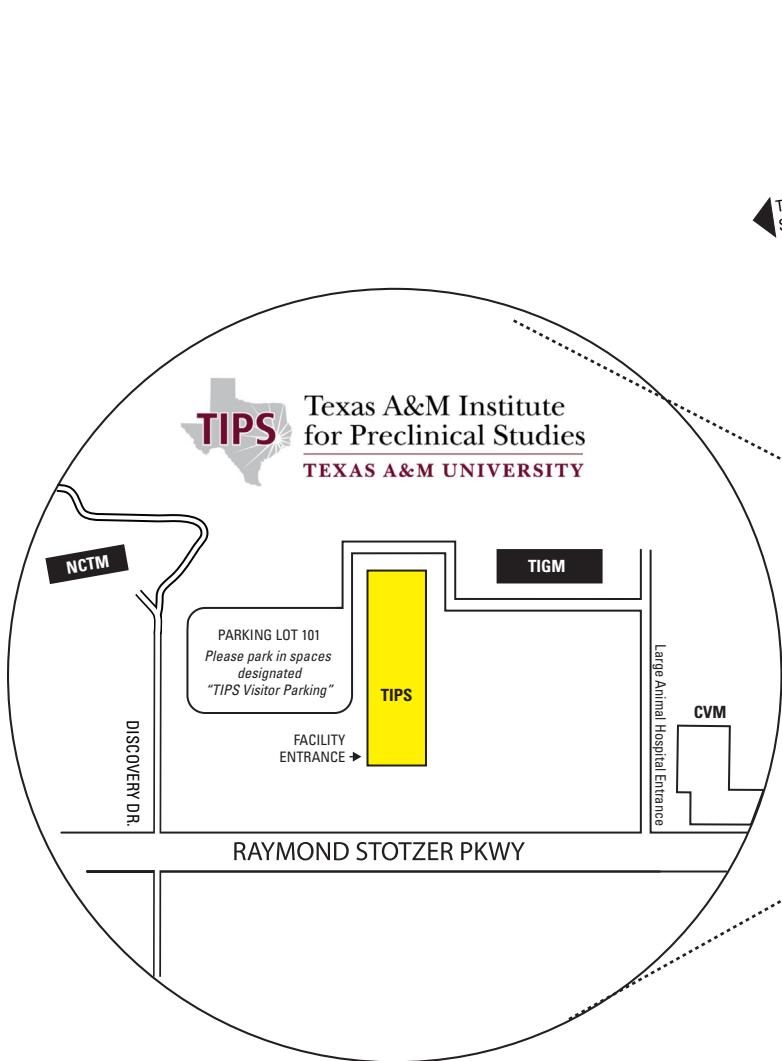 TIPS
Texas A&M Institute
for Preclinical Studies
TEXAS A&M UNIVERSITY
NCTM
TIGM
PARKING LOT 101
Please park in spaces
designated
“TIPS Visitor Parking”
TIPS
FACILITY
ENTRANCE
DISCOVERY DR.
Large Animal Hospital Entrance
CVM
RAYMOND STOTZER PKWY